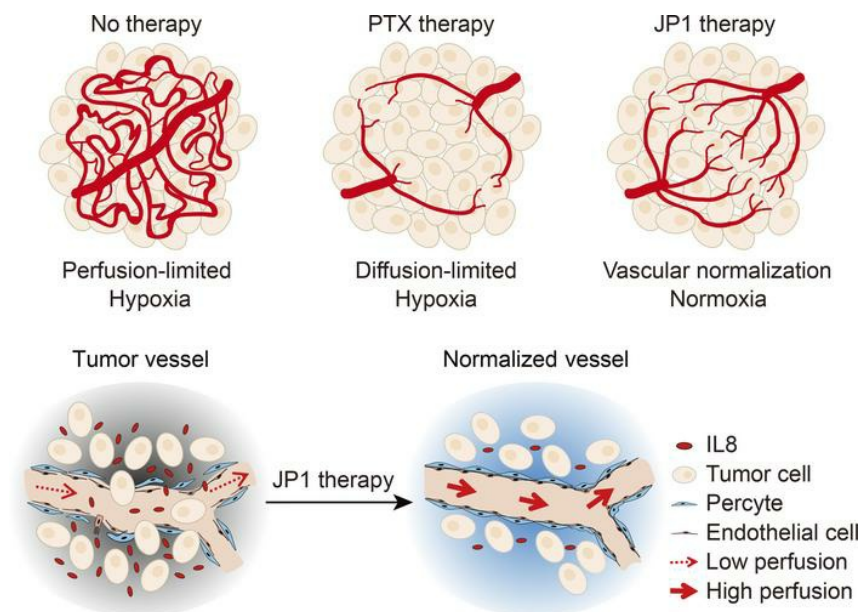 No therapy
PTX therapy
JP1 therapy
Perfusion-limited
Hypoxia
Diffusion-limited
Hypoxia
Vascular normalization
Normoxia
Tumor vessel
Normalized vessel
JP1 therapy
IL8
Tumor cell
Percyte
Endothelial cell
Low perfusion
High perfusion